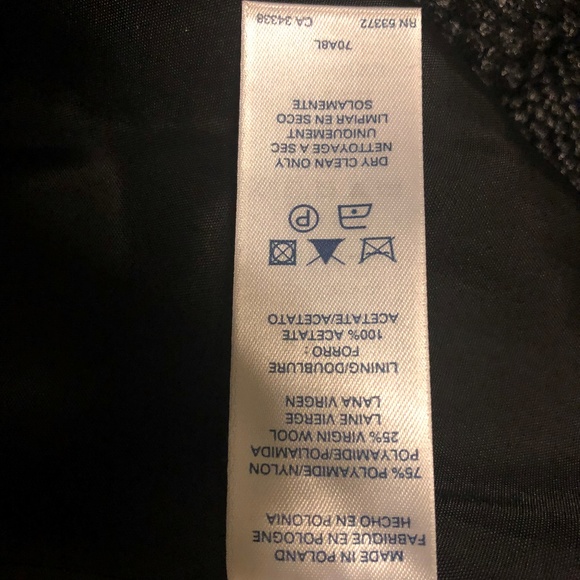 MADE IN POLAND
FABRIQUE EN POLOGNE
HECHO EN POLONIA
75% POLYAMIDE/NYLON
POLYAMIDE/POLIAMIDA
25% VIRGIN WOOL
LAINE VIERGE
LANA VIRGEN
LINING/DOUBLURE
FORRO:
100% ACETATE
ACETATE/ACETATO
P
DRY CLEAN ONLY
NETTOYAGE A SEC
UNIQUEMENT
LIMPIAR EN SECO
SOLAMENTE
70A8L
RN 53372 CA 34338